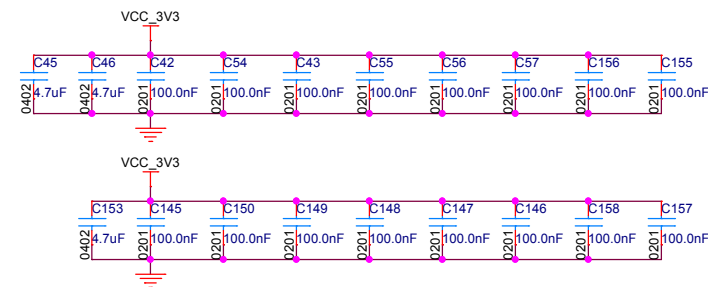 VCC_3V3
C45 C46 C42 C54 C43 C55 C56 C57 C156 C155
4.7uF 4.7uF 100.0nF 100.0nF 100.0nF 100.0nF 100.0nF 100.0nF 100.0nF 100.0nF
0402 0402 0201 0201 0201 0201 0201 0201 0201 0201
VCC_3V3
C153 C145 C150 C149 C148 C147 C146 C158 C157
4.7uF 100.0nF 100.0nF 100.0nF 100.0nF 100.0nF 100.0nF 100.0nF 100.0nF
0402 0201 0201 0201 0201 0201 0201 0201 0201